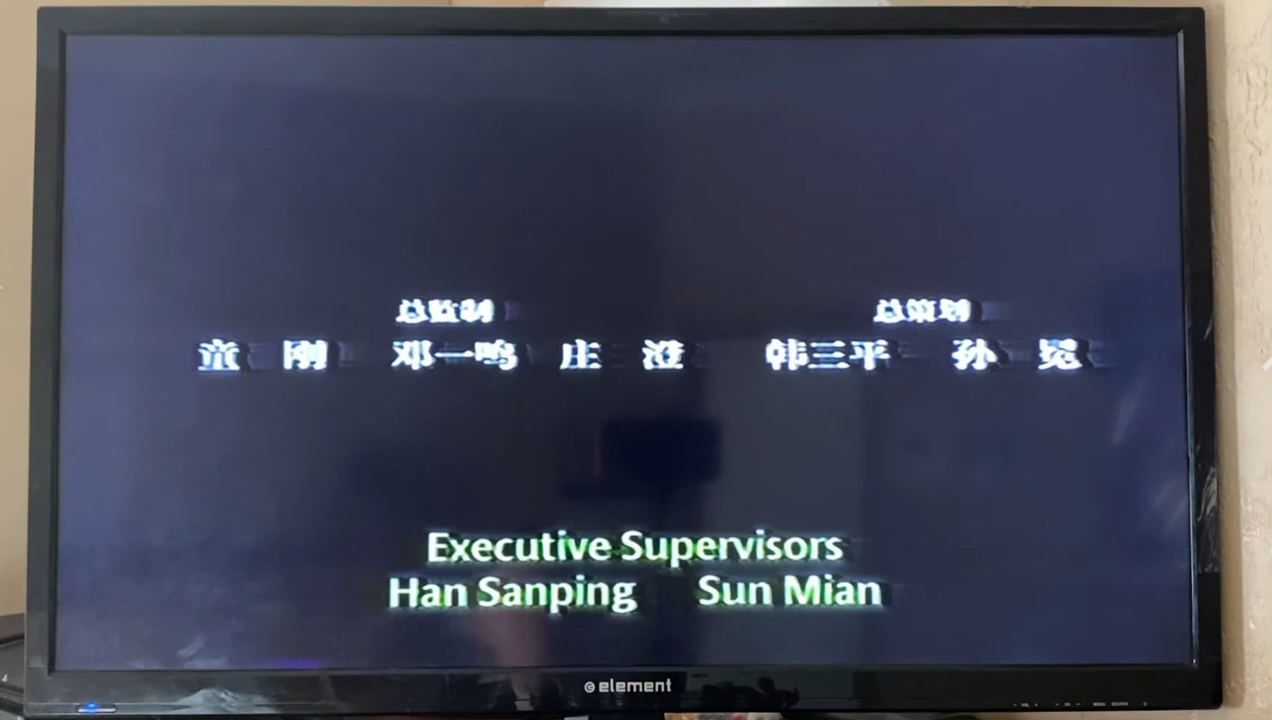 总监制 总策划
童 刚 邓一鸣 庄 澄 韩三平 孙 冕
Executive Supervisors
Han Sanping Sun Mian
element